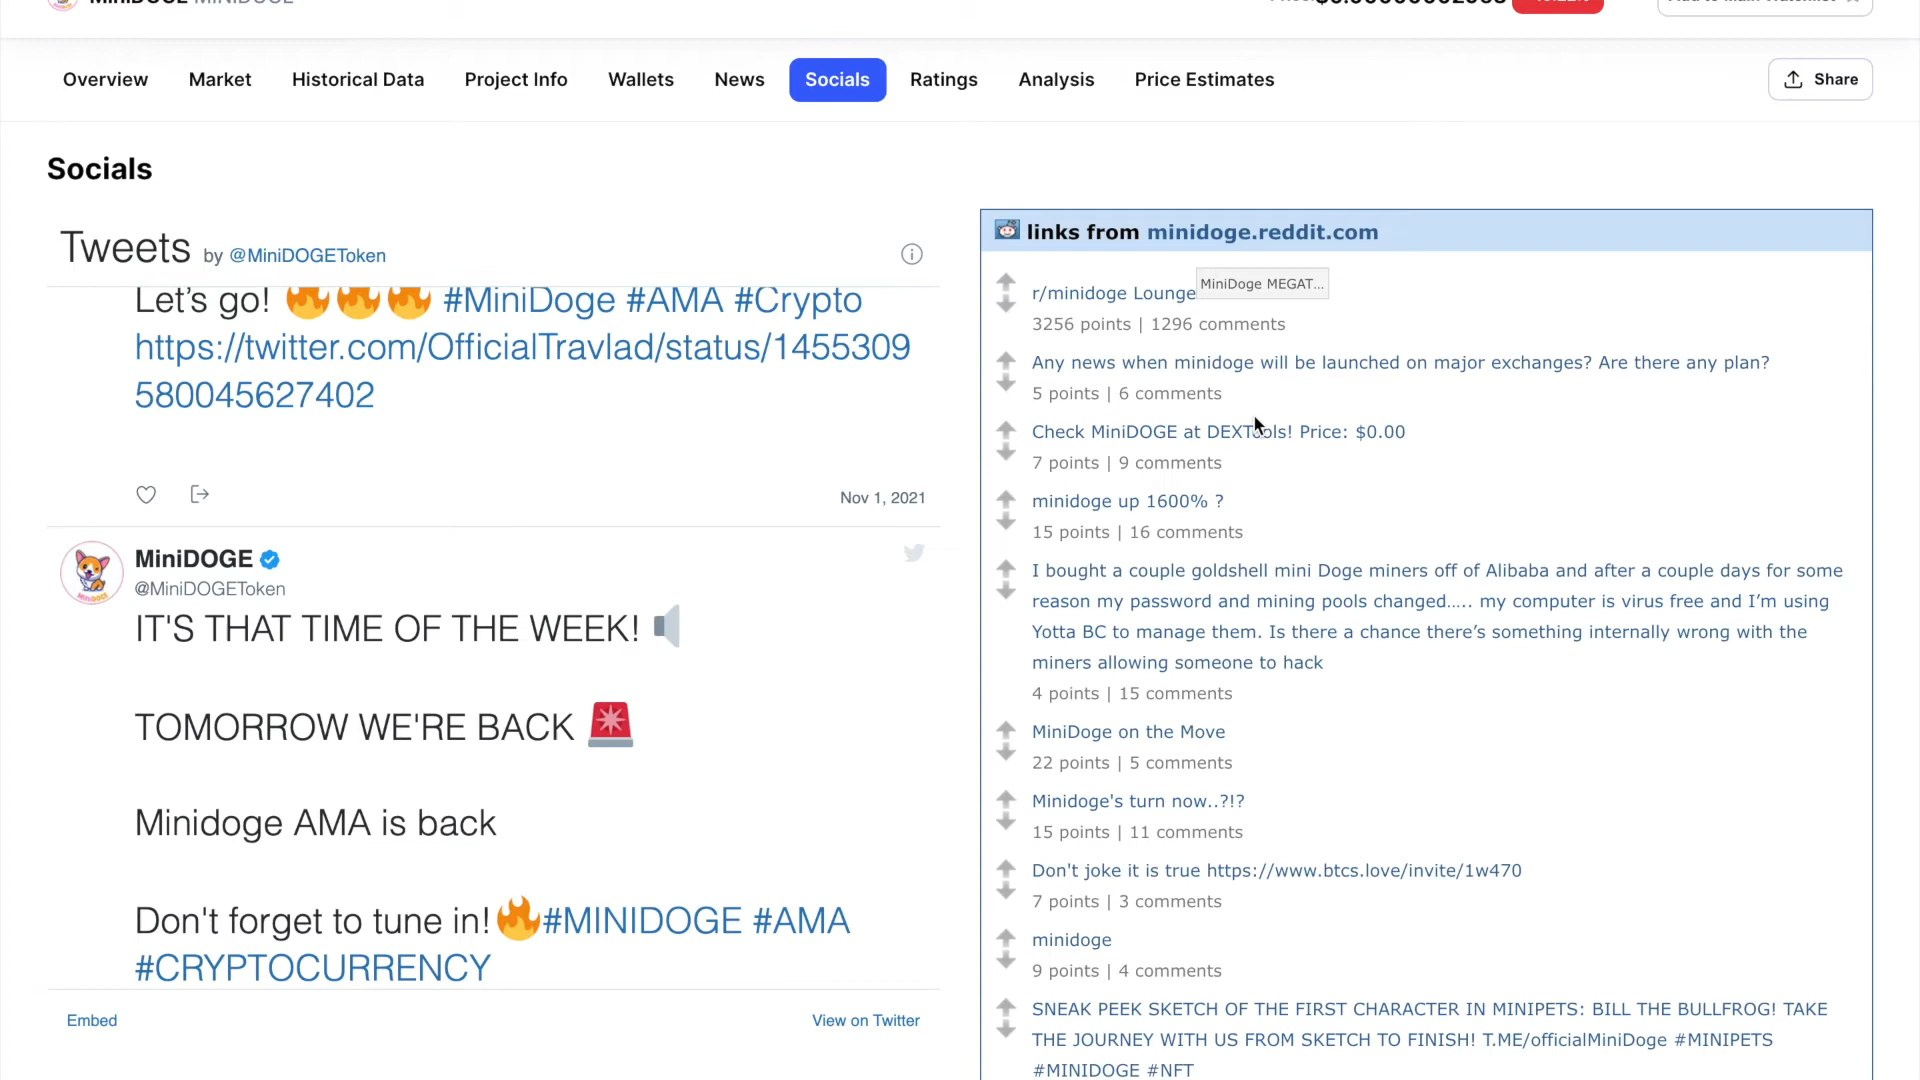 Overview Market Historical Data Project Info Wallets News Socials Ratings Analysis Price Estimates Share
Socials
Tweets by @MiniDOGEToken
Let's go! 🔥🔥🔥 #MiniDoge #AMA #Crypto
https://twitter.com/OfficialTravlad/status/1455309
580045627402
Nov 1, 2021
MiniDOGE
@MiniDOGEToken
IT'S THAT TIME OF THE WEEK! 🔈
TOMORROW WE'RE BACK 🚨
Minidoge AMA is back
Don't forget to tune in!🔥#MINIDOGE #AMA
#CRYPTOCURRENCY
Embed View on Twitter
links from minidoge.reddit.com
r/minidoge Lounge MiniDoge MEGAT...
3256 points | 1296 comments
Any news when minidoge will be launched on major exchanges? Are there any plan?
5 points | 6 comments
Check MiniDOGE at DEXTools! Price: $0.00
7 points | 9 comments
minidoge up 1600% ?
15 points | 16 comments
I bought a couple goldshell mini Doge miners off of Alibaba and after a couple days for some
reason my password and mining pools changed….. my computer is virus free and I’m using
Yotta BC to manage them. Is there a chance there’s something internally wrong with the
miners allowing someone to hack
4 points | 15 comments
MiniDoge on the Move
22 points | 5 comments
Minidoge's turn now..?!?
15 points | 11 comments
Don't joke it is true https://www.btcs.love/invite/1w470
7 points | 3 comments
minidoge
9 points | 4 comments
SNEAK PEEK SKETCH OF THE FIRST CHARACTER IN MINIPETS: BILL THE BULLFROG! TAKE
THE JOURNEY WITH US FROM SKETCH TO FINISH! T.ME/officialMiniDoge #MINIPETS
#MINIDOGE #NFT